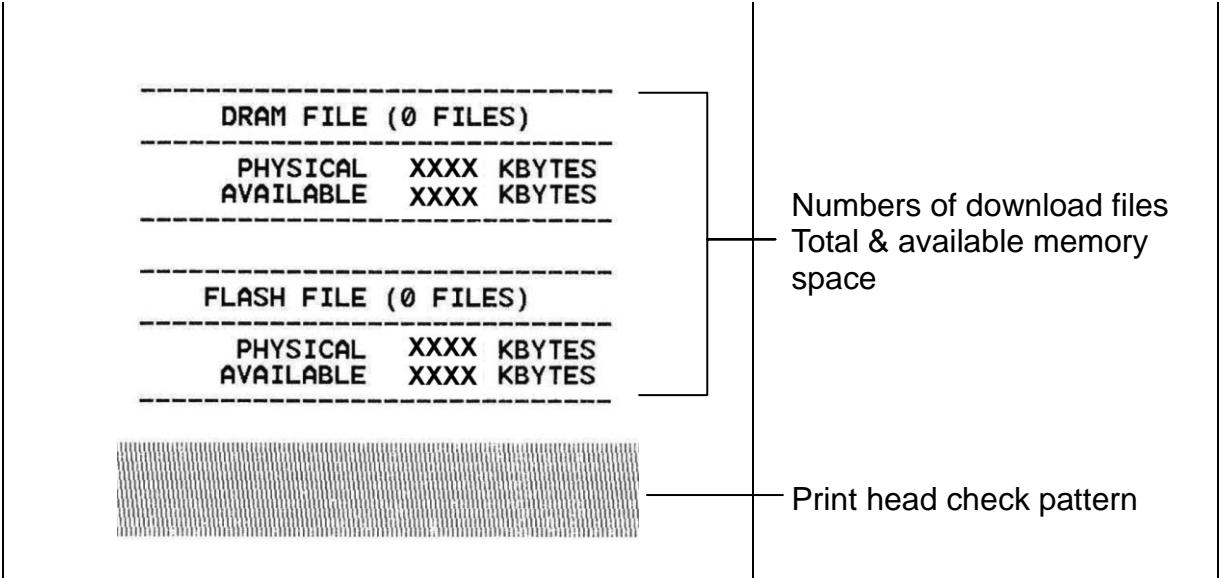 DRAM FILE (0 FILES)
PHYSICAL XXXX KBYTES
AVAILABLE XXXX KBYTES
FLASH FILE (0 FILES)
PHYSICAL XXXX KBYTES
AVAILABLE XXXX KBYTES
Numbers of download files
Total & available memory
space
Print head check pattern